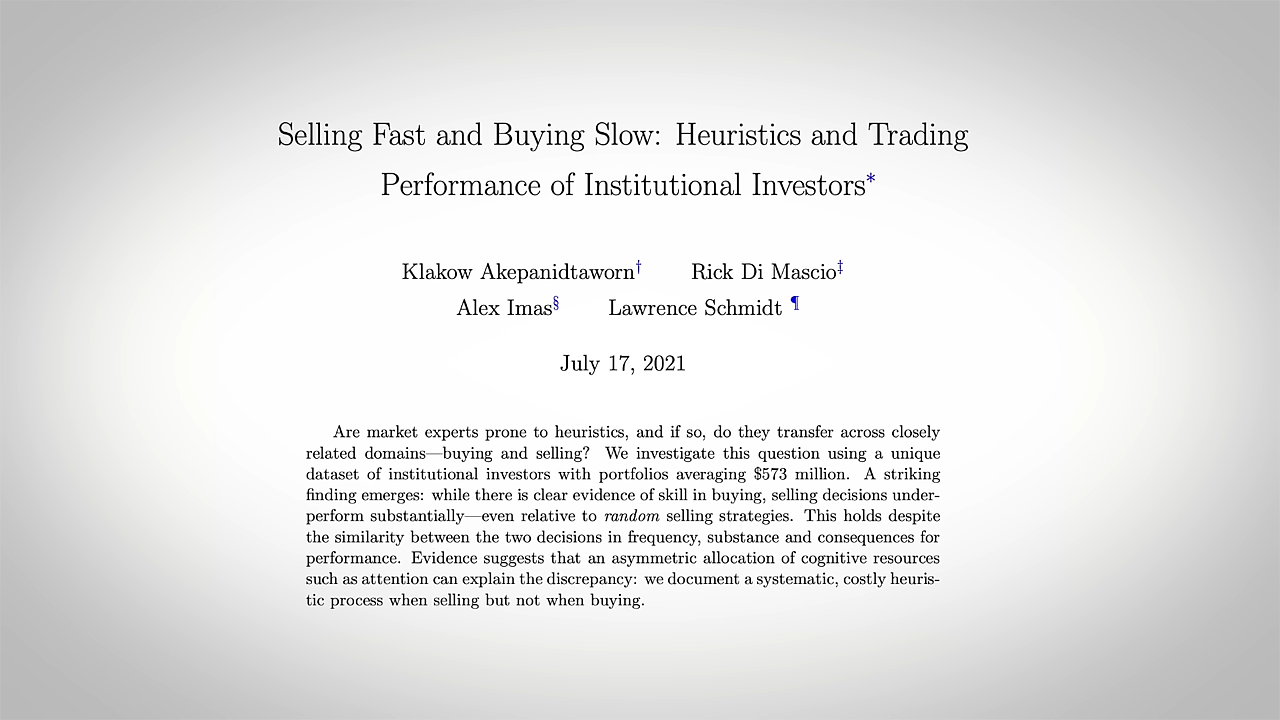 Selling Fast and Buying Slow: Heuristics and Trading
Performance of Institutional Investors*
Klakow Akepanidtaworn† Rick Di Mascio‡
Alex Imas§ Lawrence Schmidt ¶
July 17, 2021
Are market experts prone to heuristics, and if so, do they transfer across closely
related domains—buying and selling? We investigate this question using a unique
dataset of institutional investors with portfolios averaging $573 million. A striking
finding emerges: while there is clear evidence of skill in buying, selling decisions under-
perform substantially—even relative to random selling strategies. This holds despite
the similarity between the two decisions in frequency, substance and consequences for
performance. Evidence suggests that an asymmetric allocation of cognitive resources
such as attention can explain the discrepancy: we document a systematic, costly heuris-
tic process when selling but not when buying.